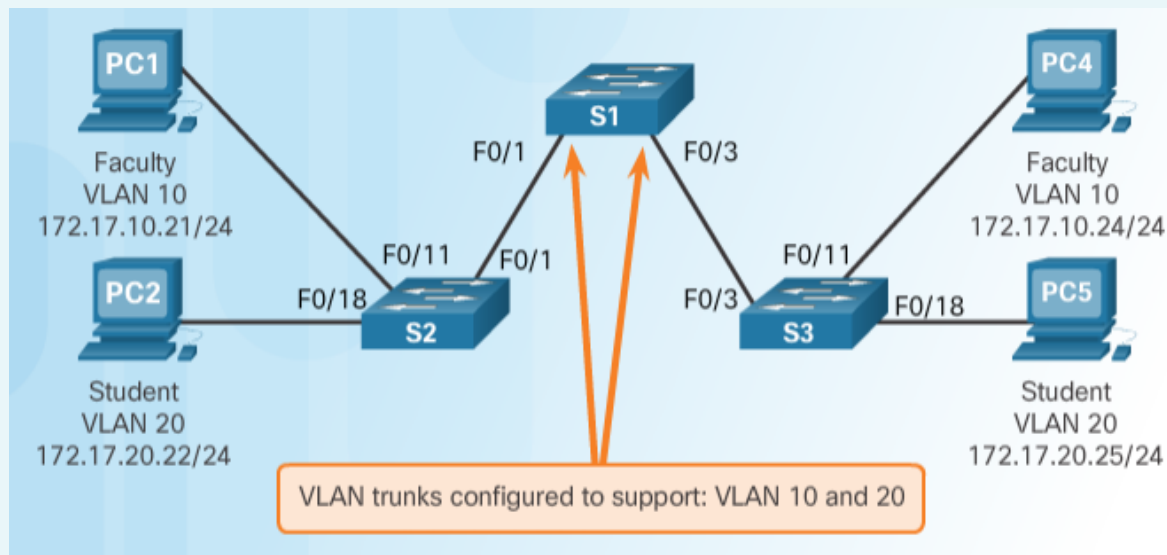 PC1
Faculty
VLAN 10
172.17.10.21/24
PC2
Student
VLAN 20
172.17.20.22/24
S1
F0/1
F0/3
F0/11
F0/1
F0/18
S2
F0/3
F0/11
F0/18
S3
PC4
Faculty
VLAN 10
172.17.10.24/24
PC5
Student
VLAN 20
172.17.20.25/24
VLAN trunks configured to support: VLAN 10 and 20